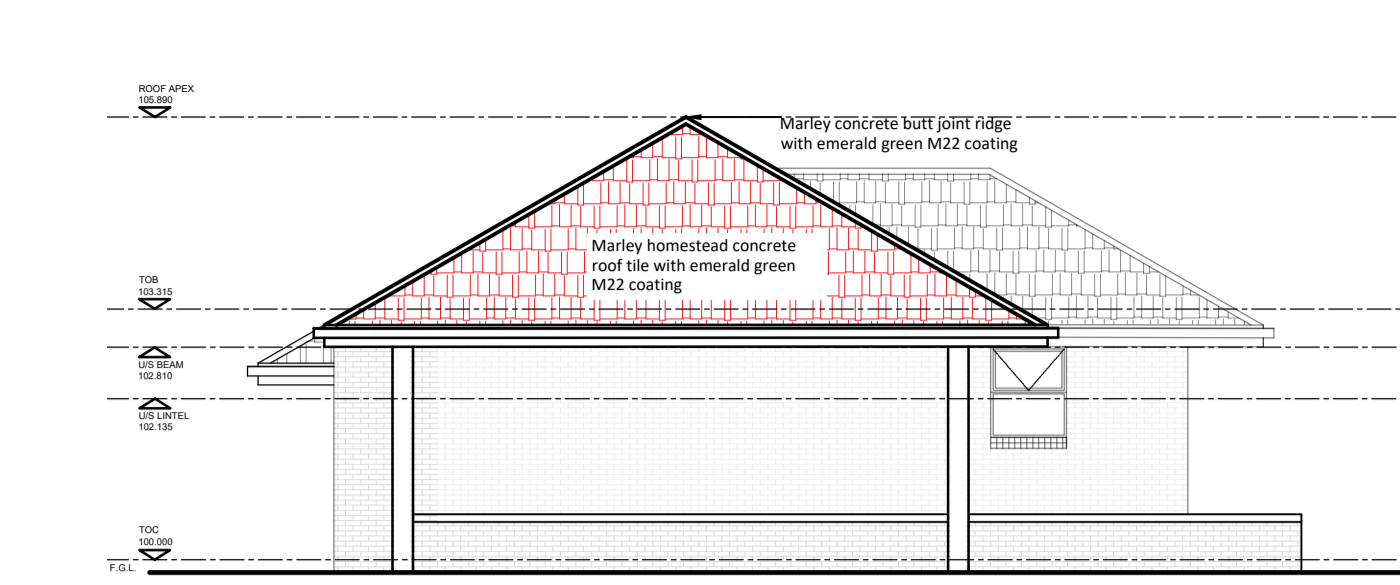 ROOF APEX
105.890
Marley concrete butt joint ridge
with emerald green M22 coating
Marley homestead concrete
roof tile with emerald green
M22 coating
TOB
103.315
U/S BEAM
102.810
U/S LINTEL
102.135
TOC
100.000
F.G.L.